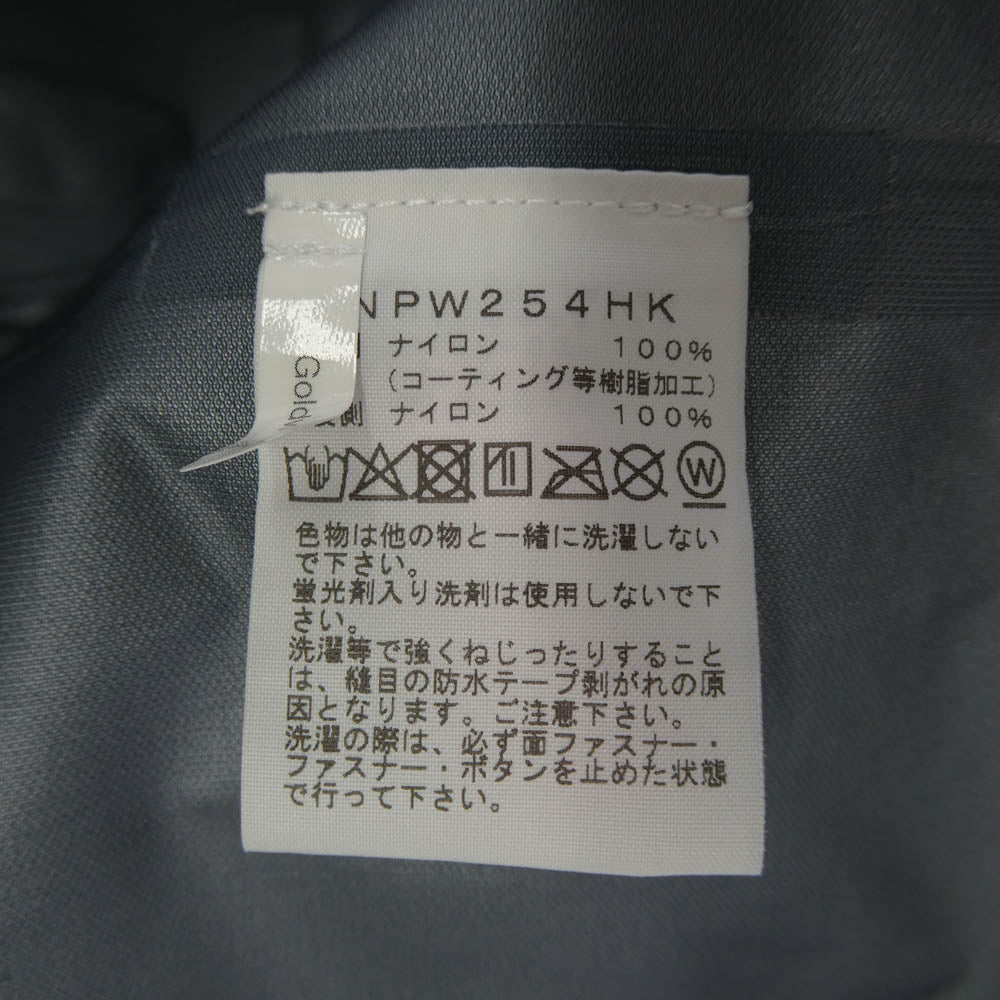 NPW254HK
ナイロン 100%
(コーティング等樹脂加工)
側 ナイロン 100%
Gold
W
色物は他の物と一緒に洗濯しない
で下さい。
蛍光剤入り洗剤は使用しないで下
さい。
洗濯等で強くねじったりすること
は、縫目の防水テープ剥がれの原
因となります。ご注意下さい。
洗濯の際は、必ず面ファスナー・
ファスナー・ボタンを止めた状態
で行って下さい。